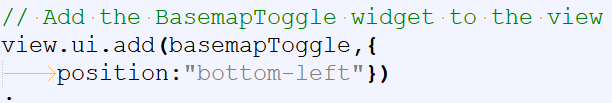 // Add the BasemapToggle widget to the view
view.ui.add(basemapToggle,{
position:"bottom-left"})